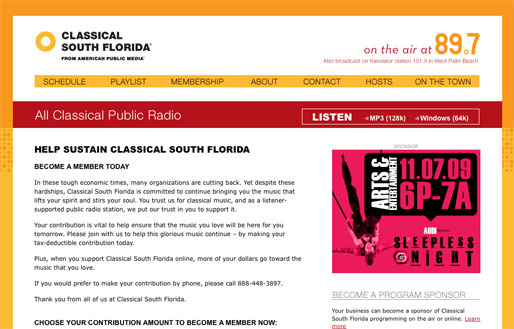 CLASSICAL
SOUTH FLORIDA
FROM AMERICAN PUBLIC MEDIA
on the air at 89.7
Also broadcast on translator station 101.9 in West Palm Beach
SCHEDULE PLAYLIST MEMBERSHIP ABOUT CONTACT HOSTS ON THE TOWN
All Classical Public Radio
LISTEN MP3 (128k) Windows (64k)
HELP SUSTAIN CLASSICAL SOUTH FLORIDA
BECOME A MEMBER TODAY
In these tough economic times, many organizations are cutting back. Yet despite these
hardships, Classical South Florida is committed to continue bringing you the music that
lifts your spirit and stirs your soul. You trust us for classical music, and as a listener-
supported public radio station, we put our trust in you to support it.
Your contribution is vital to help ensure that the music you love will be here for you
tomorrow. Please join with us to help this glorious music continue – by making your
tax-deductible contribution today.
Plus, when you support Classical South Florida online, more of your dollars go toward the
music that you love.
If you would prefer to make your contribution by phone, please call 888-448-3897.
Thank you from all of us at Classical South Florida.
CHOOSE YOUR CONTRIBUTION AMOUNT TO BECOME A MEMBER NOW:
SPONSOR
ARTS &
ENTERTAINMENT
11.07.09
6P-7A
AUDI
SLEEPLESS
NIGHT
BECOME A PROGRAM SPONSOR
Your business can become a sponsor of Classical
South Florida programming on the air or online. Learn
more